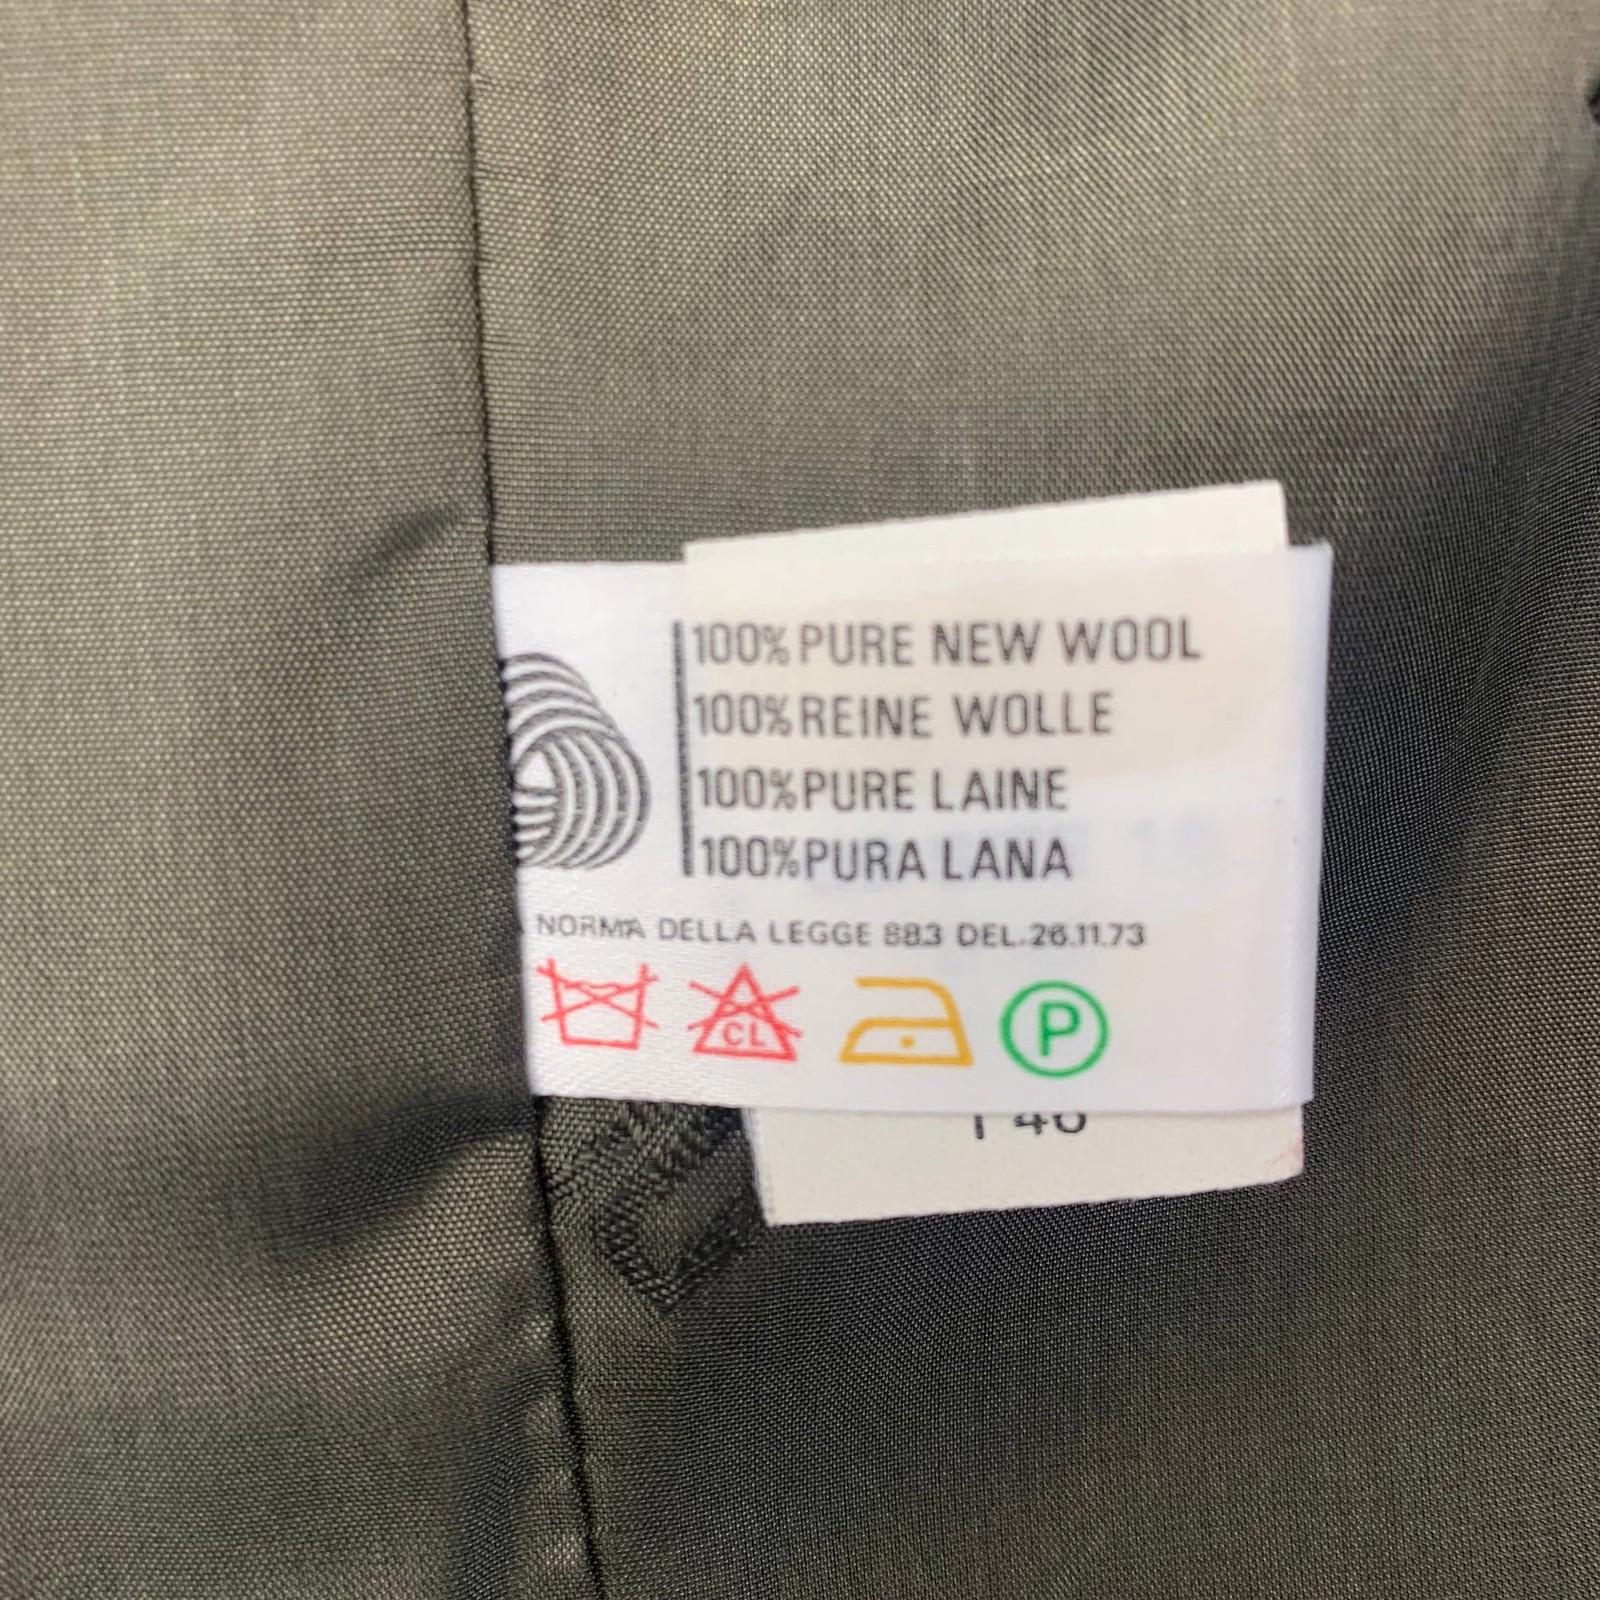 100% PURE NEW WOOL
100% REINE WOLLE
100% PURE LAINE
100% PURA LANA
NORMA DELLA LEGGE 883 DEL.26.11.73
CL P